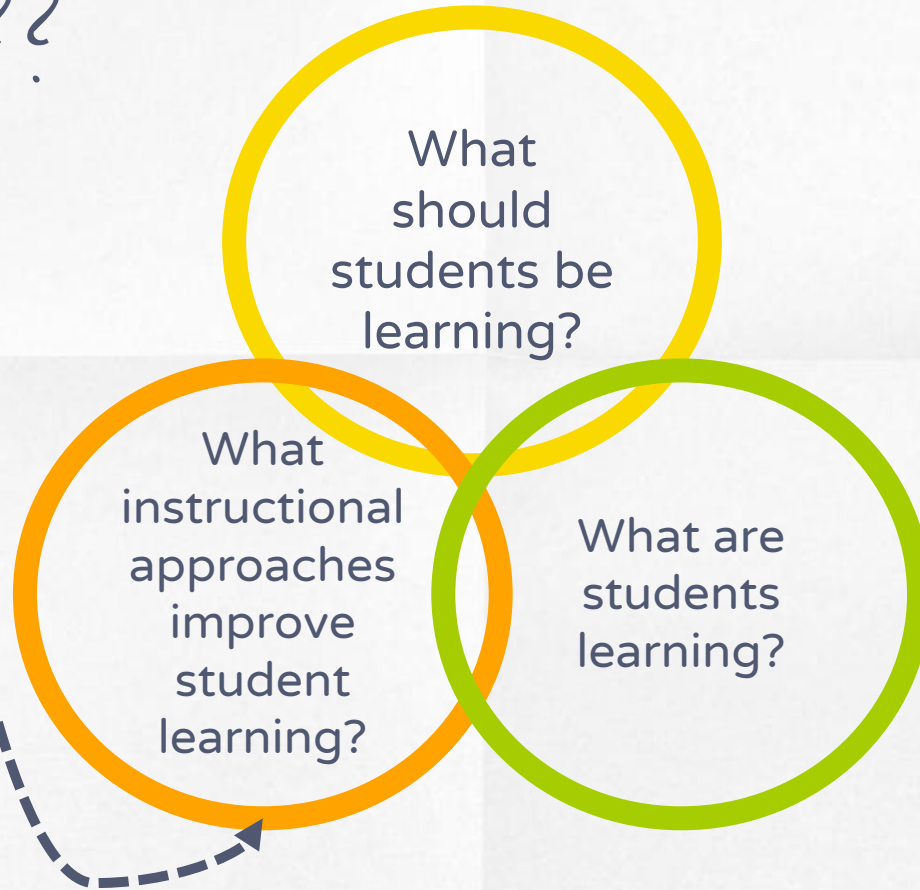 ??
What
should
students be
learning?
What
instructional
approaches
improve
student
learning?
What are
students
learning?